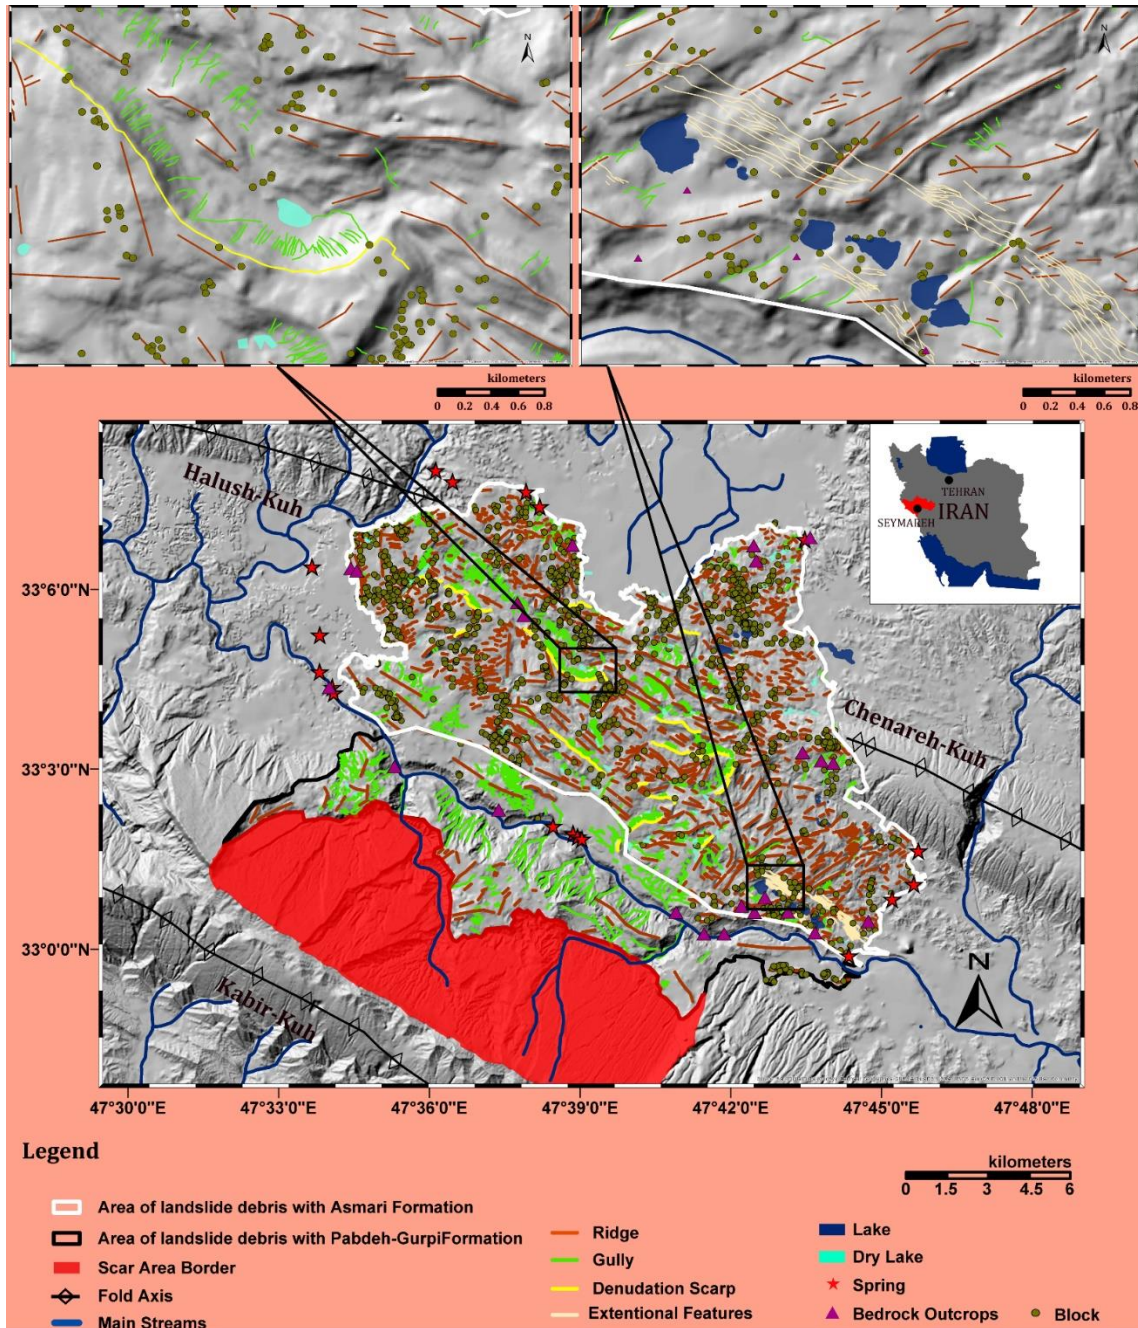 N
N
kilometers
0 0.2 0.4 0.6 0.8
kilometers
0 0.2 0.4 0.6 0.8
Halush-Kuh
TEHRAN
IRAN
SEYMAREH
33°6'0"N
Chenareh-Kuh
33°3'0"N
33°0'0"N
N
Kabir-Kuh
47°30'0"E 47°33'0"E 47°36'0"E 47°39'0"E 47°42'0"E 47°45'0"E 47°48'0"E
Legend
kilometers
0 1.5 3 4.5 6
Area of landslide debris with Asmari Formation
Area of landslide debris with Pabdeh-GurpiFormation
Scar Area Border
Fold Axis
Main Streams
Ridge
Gully
Denudation Scarp
Extentional Features
Lake
Dry Lake
Spring
Bedrock Outcrops
Block